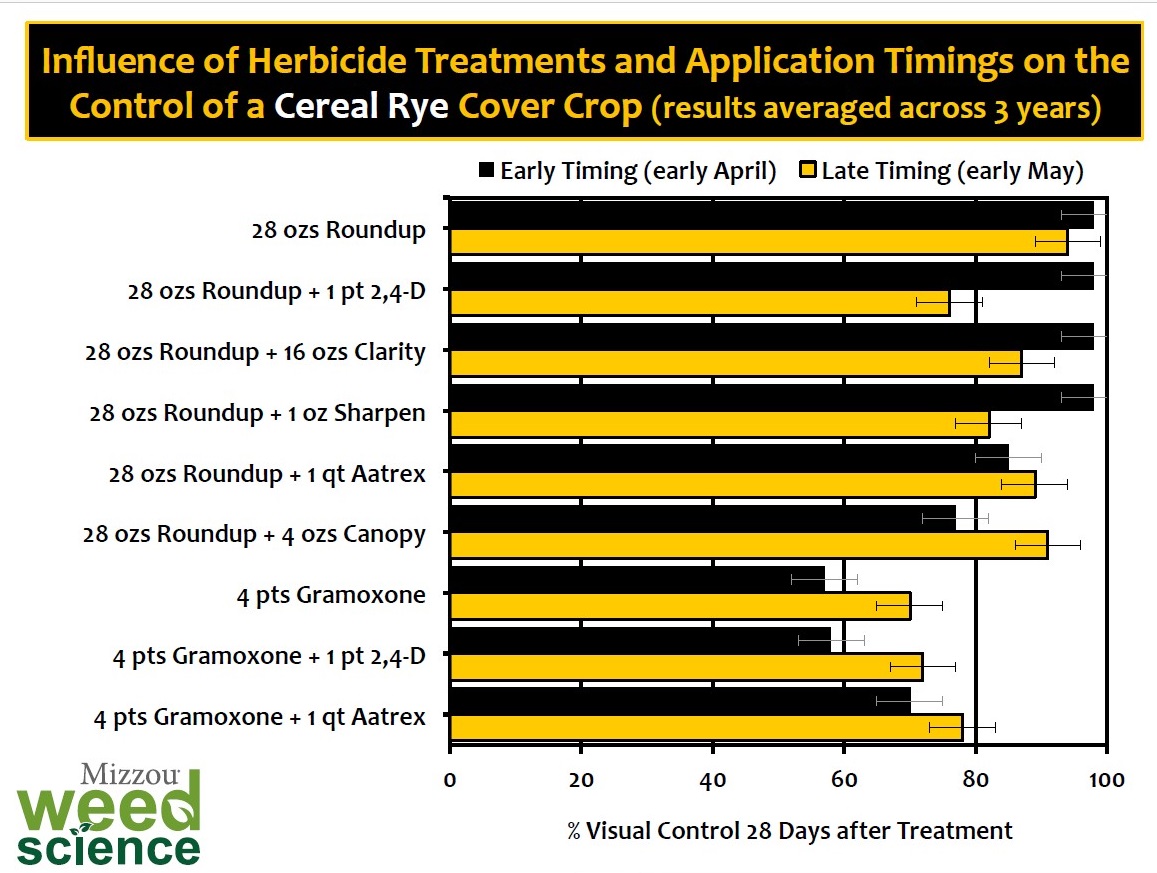 Influence of Herbicide Treatments and Application Timings on the
Control of a Cereal Rye Cover Crop (results averaged across 3 years)
Early Timing (early April) Late Timing (early May)
28 ozs Roundup
28 ozs Roundup + 1 pt 2,4-D
28 ozs Roundup + 16 ozs Clarity
28 ozs Roundup + 1 oz Sharpen
28 ozs Roundup + 1 qt Aatrex
28 ozs Roundup + 4 ozs Canopy
4 pts Gramoxone
4 pts Gramoxone + 1 pt 2,4-D
4 pts Gramoxone + 1 qt Aatrex
0 20 40 60 80 100
% Visual Control 28 Days after Treatment
Mizzou
weed
science